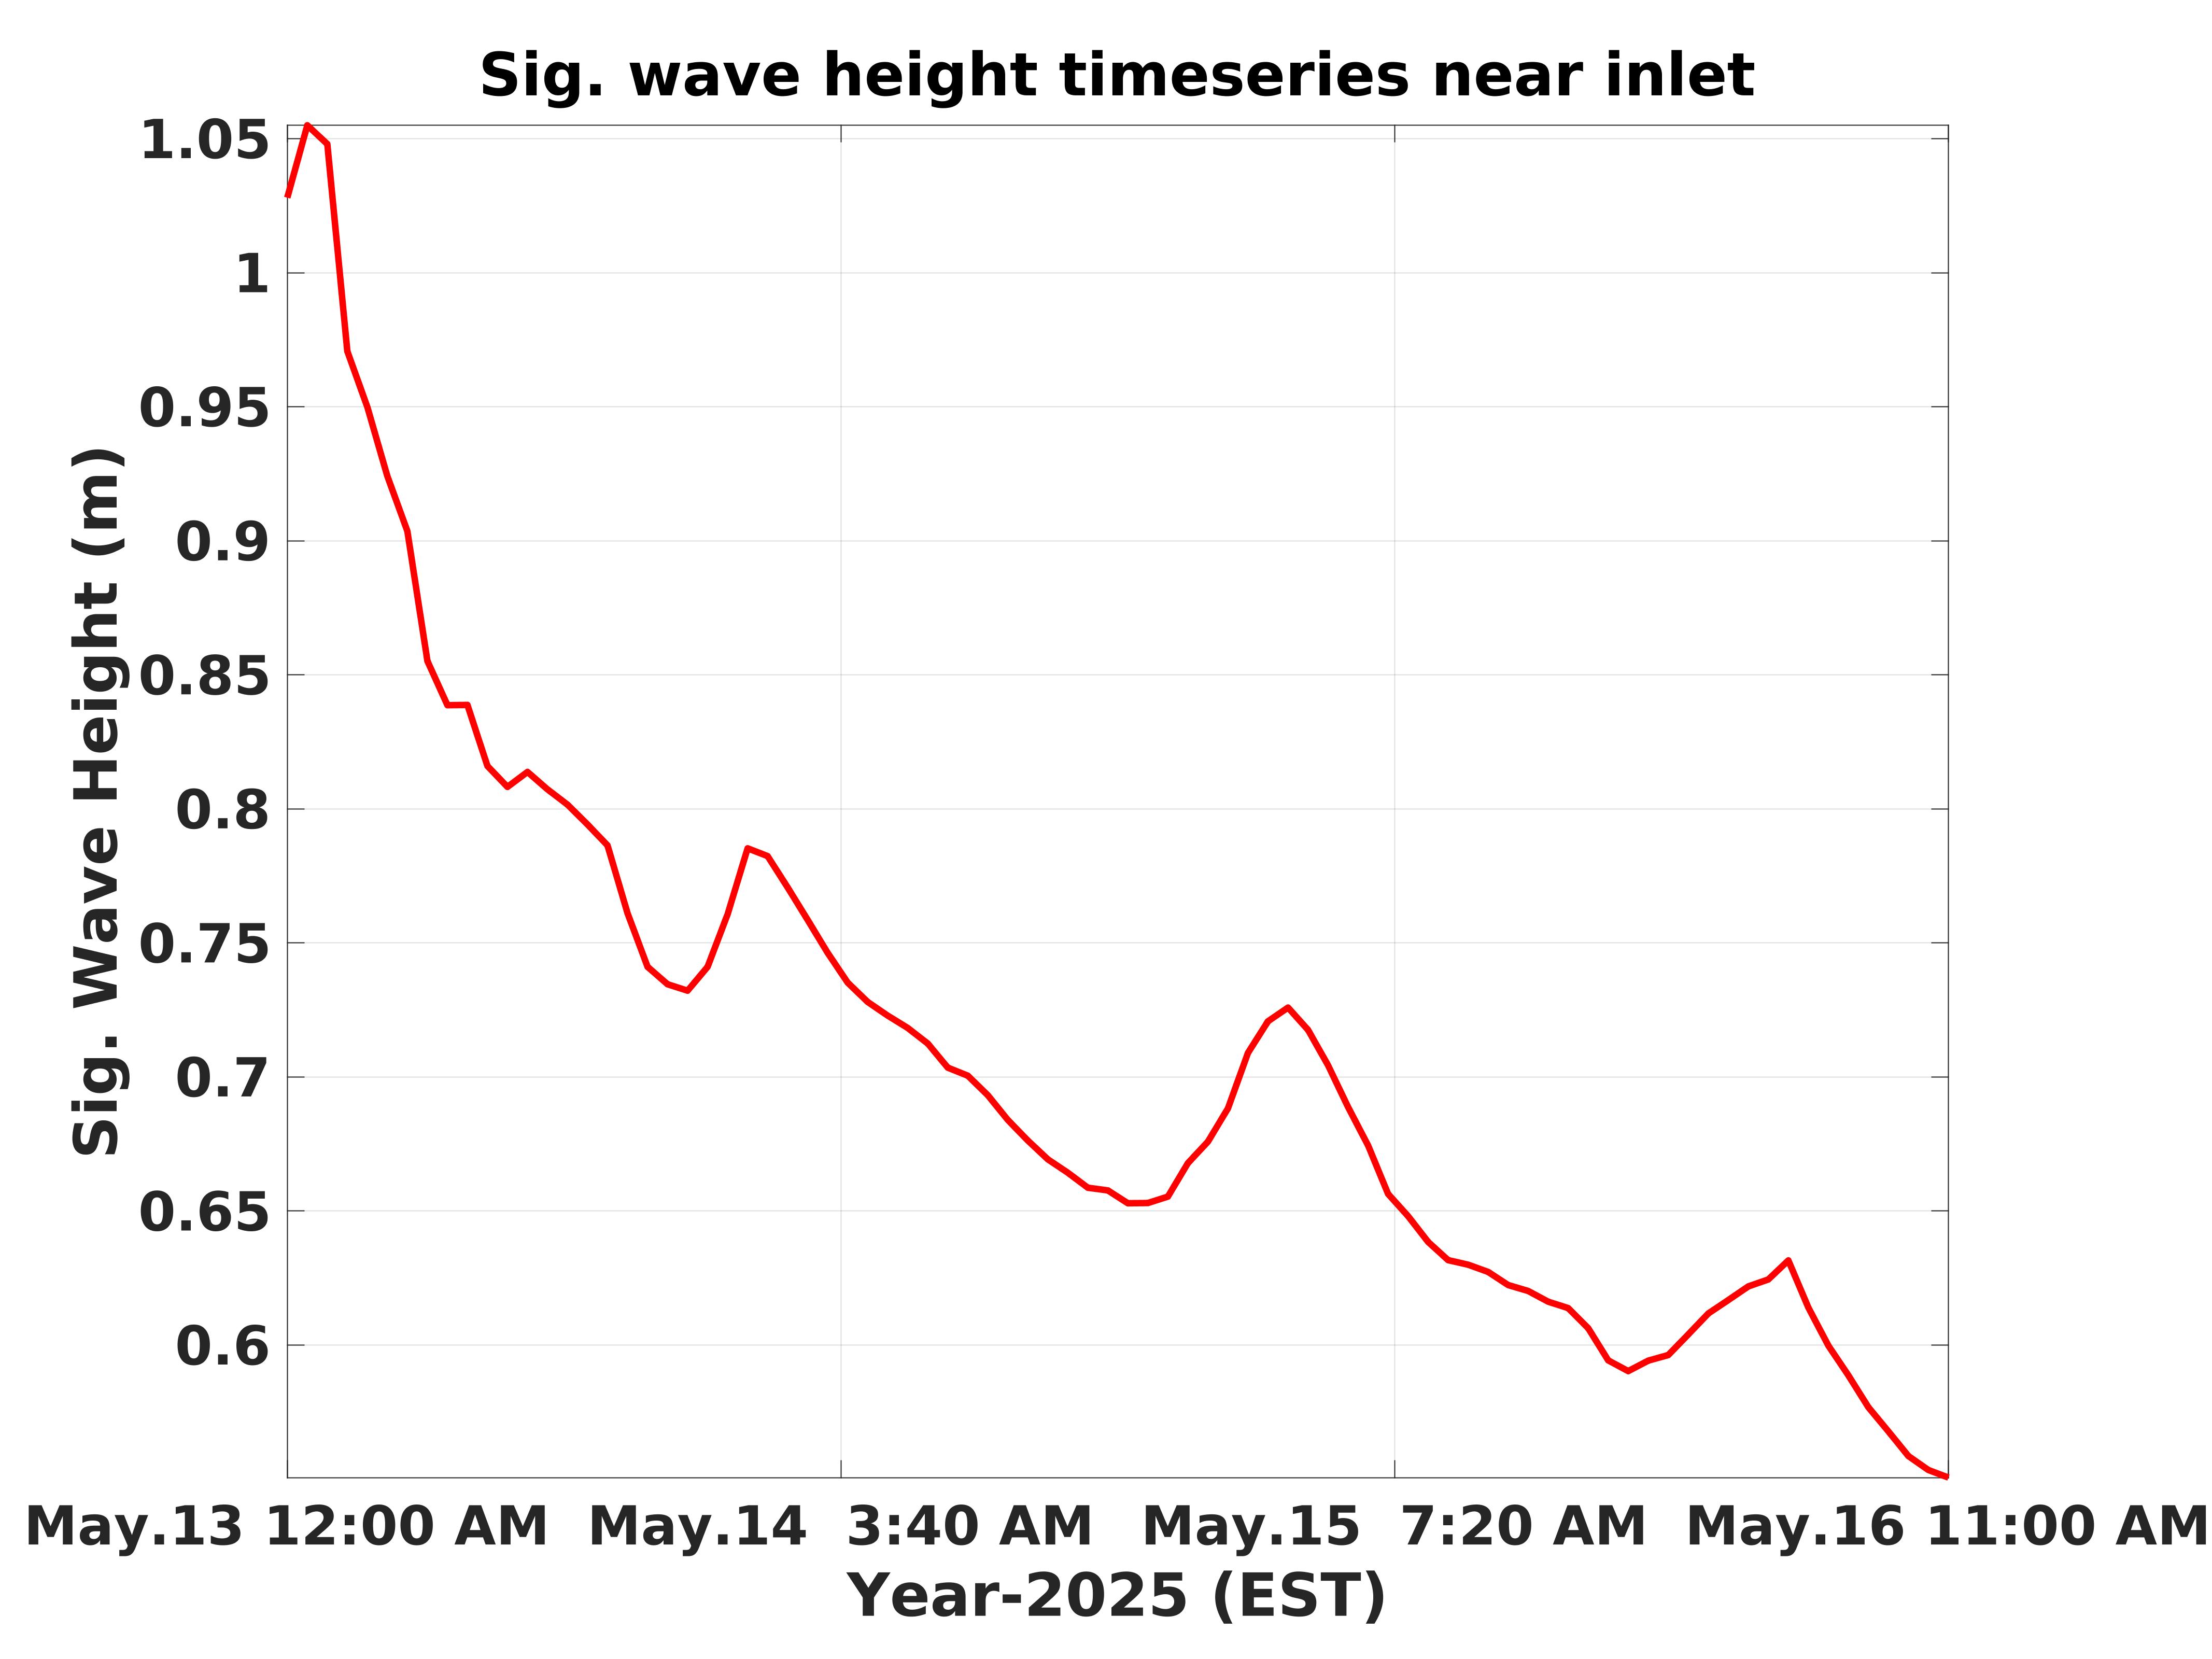 Sig. wave height timeseries near inlet
Sig. Wave Height (m)
1.05
1
0.95
0.9
0.85
0.8
0.75
0.7
0.65
0.6
May.13 12:00 AM May.14 3:40 AM May.15 7:20 AM May.16 11:00 AM
Year-2025 (EST)